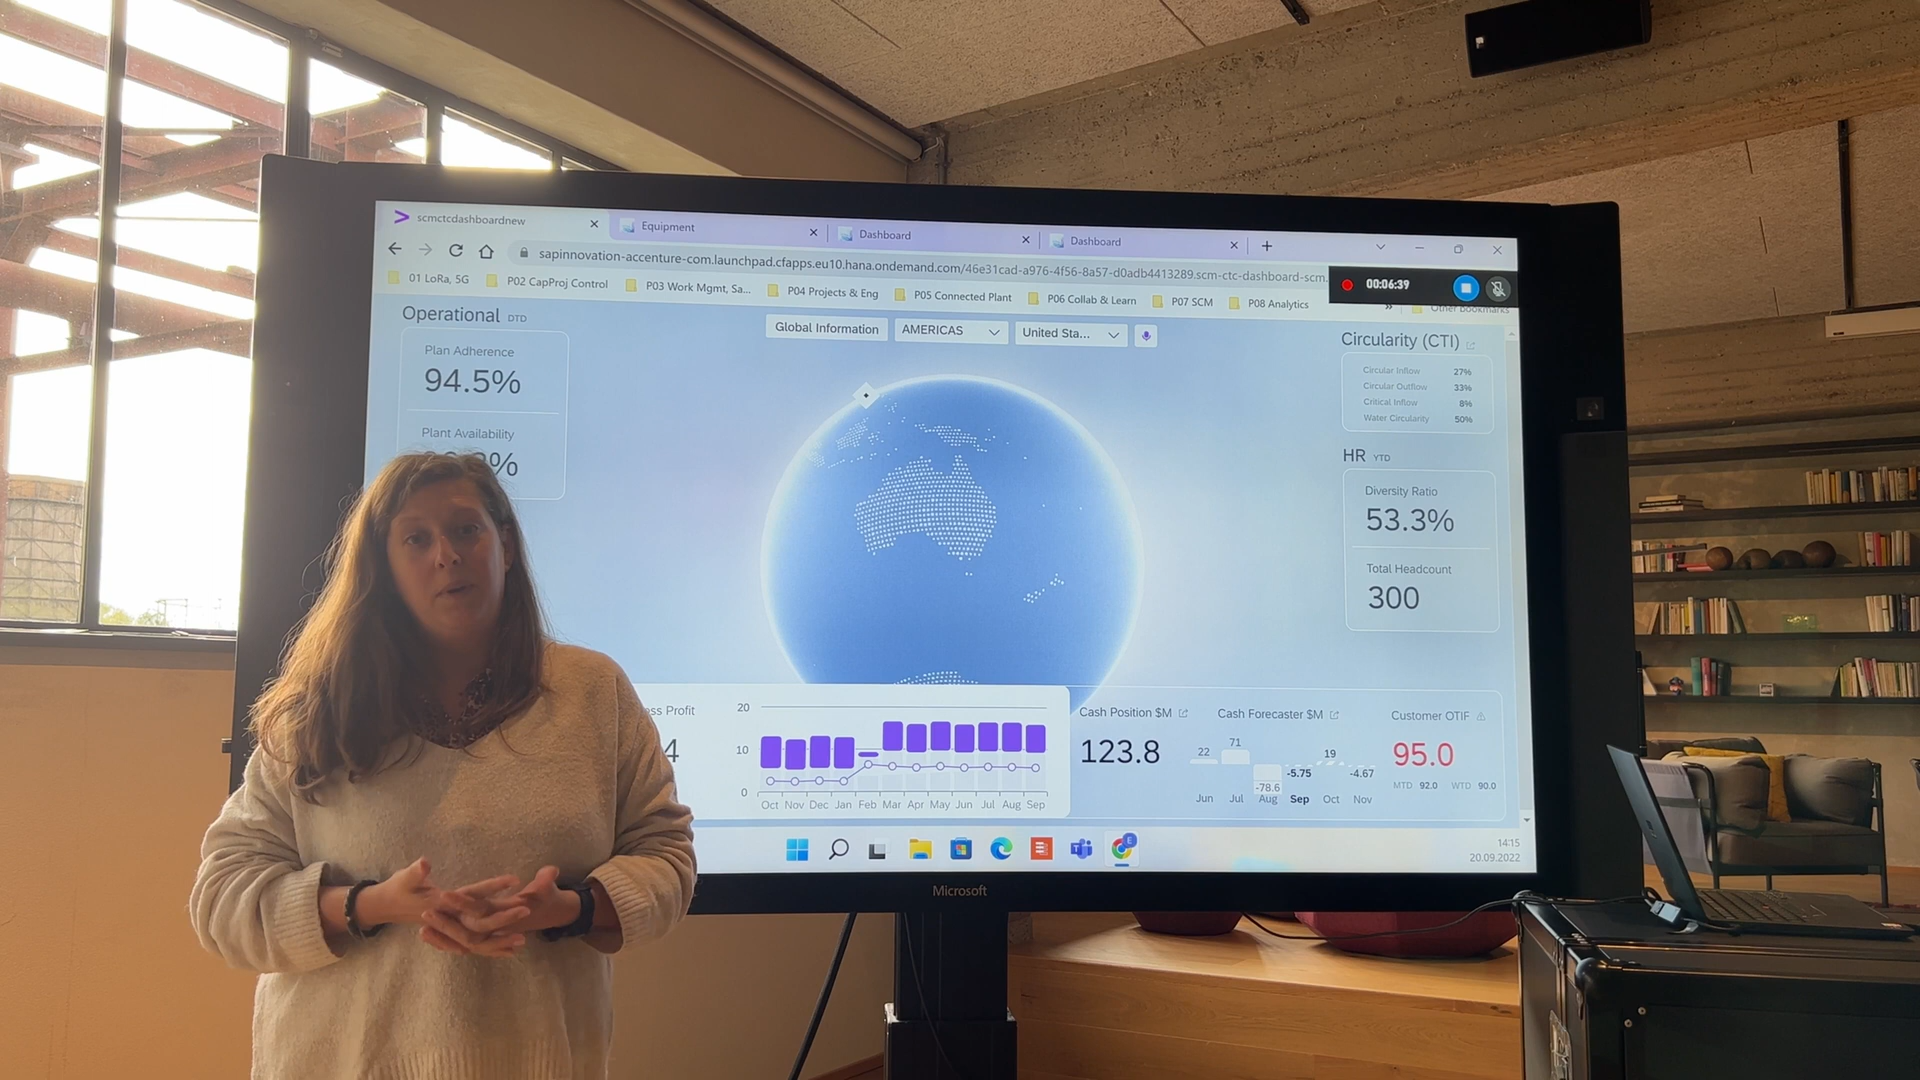 scmctcdashboardnew
Equipment
Dashboard
Dashboard
sapinnovation-accenture-com.launchpad.cfapps.eu10.hana.ondemand.com/46e31cad-a976-4f56-8a57-d0adb4413289.scm-ctc-dashboard-scm.
00:06:39
01 LoRa, 5G
P02 CapProj Control
P03 Work Mgmt, Sa...
P04 Projects & Eng
P05 Connected Plant
P06 Collab & Learn
P07 SCM
P08 Analytics
» Other bookmarks
Operational DTD
Plan Adherence
94.5%
Plant Availability
%
Global Information
AMERICAS
United Sta...
Circularity (CTI)
Circular Inflow 27%
Circular Outflow 33%
Critical Inflow 8%
Water Circularity 50%
HR YTD
Diversity Ratio
53.3%
Total Headcount
300
ss Profit
4
20
10
0
Oct Nov Dec Jan Feb Mar Apr May Jun Jul Aug Sep
Cash Position $M
123.8
Cash Forecaster $M
22 71 -78.6 -5.75 19 -4.67
Jun Jul Aug Sep Oct Nov
Customer OTIF
95.0
MTD 92.0 WTD 90.0
E
14:15
20.09.2022
Microsoft